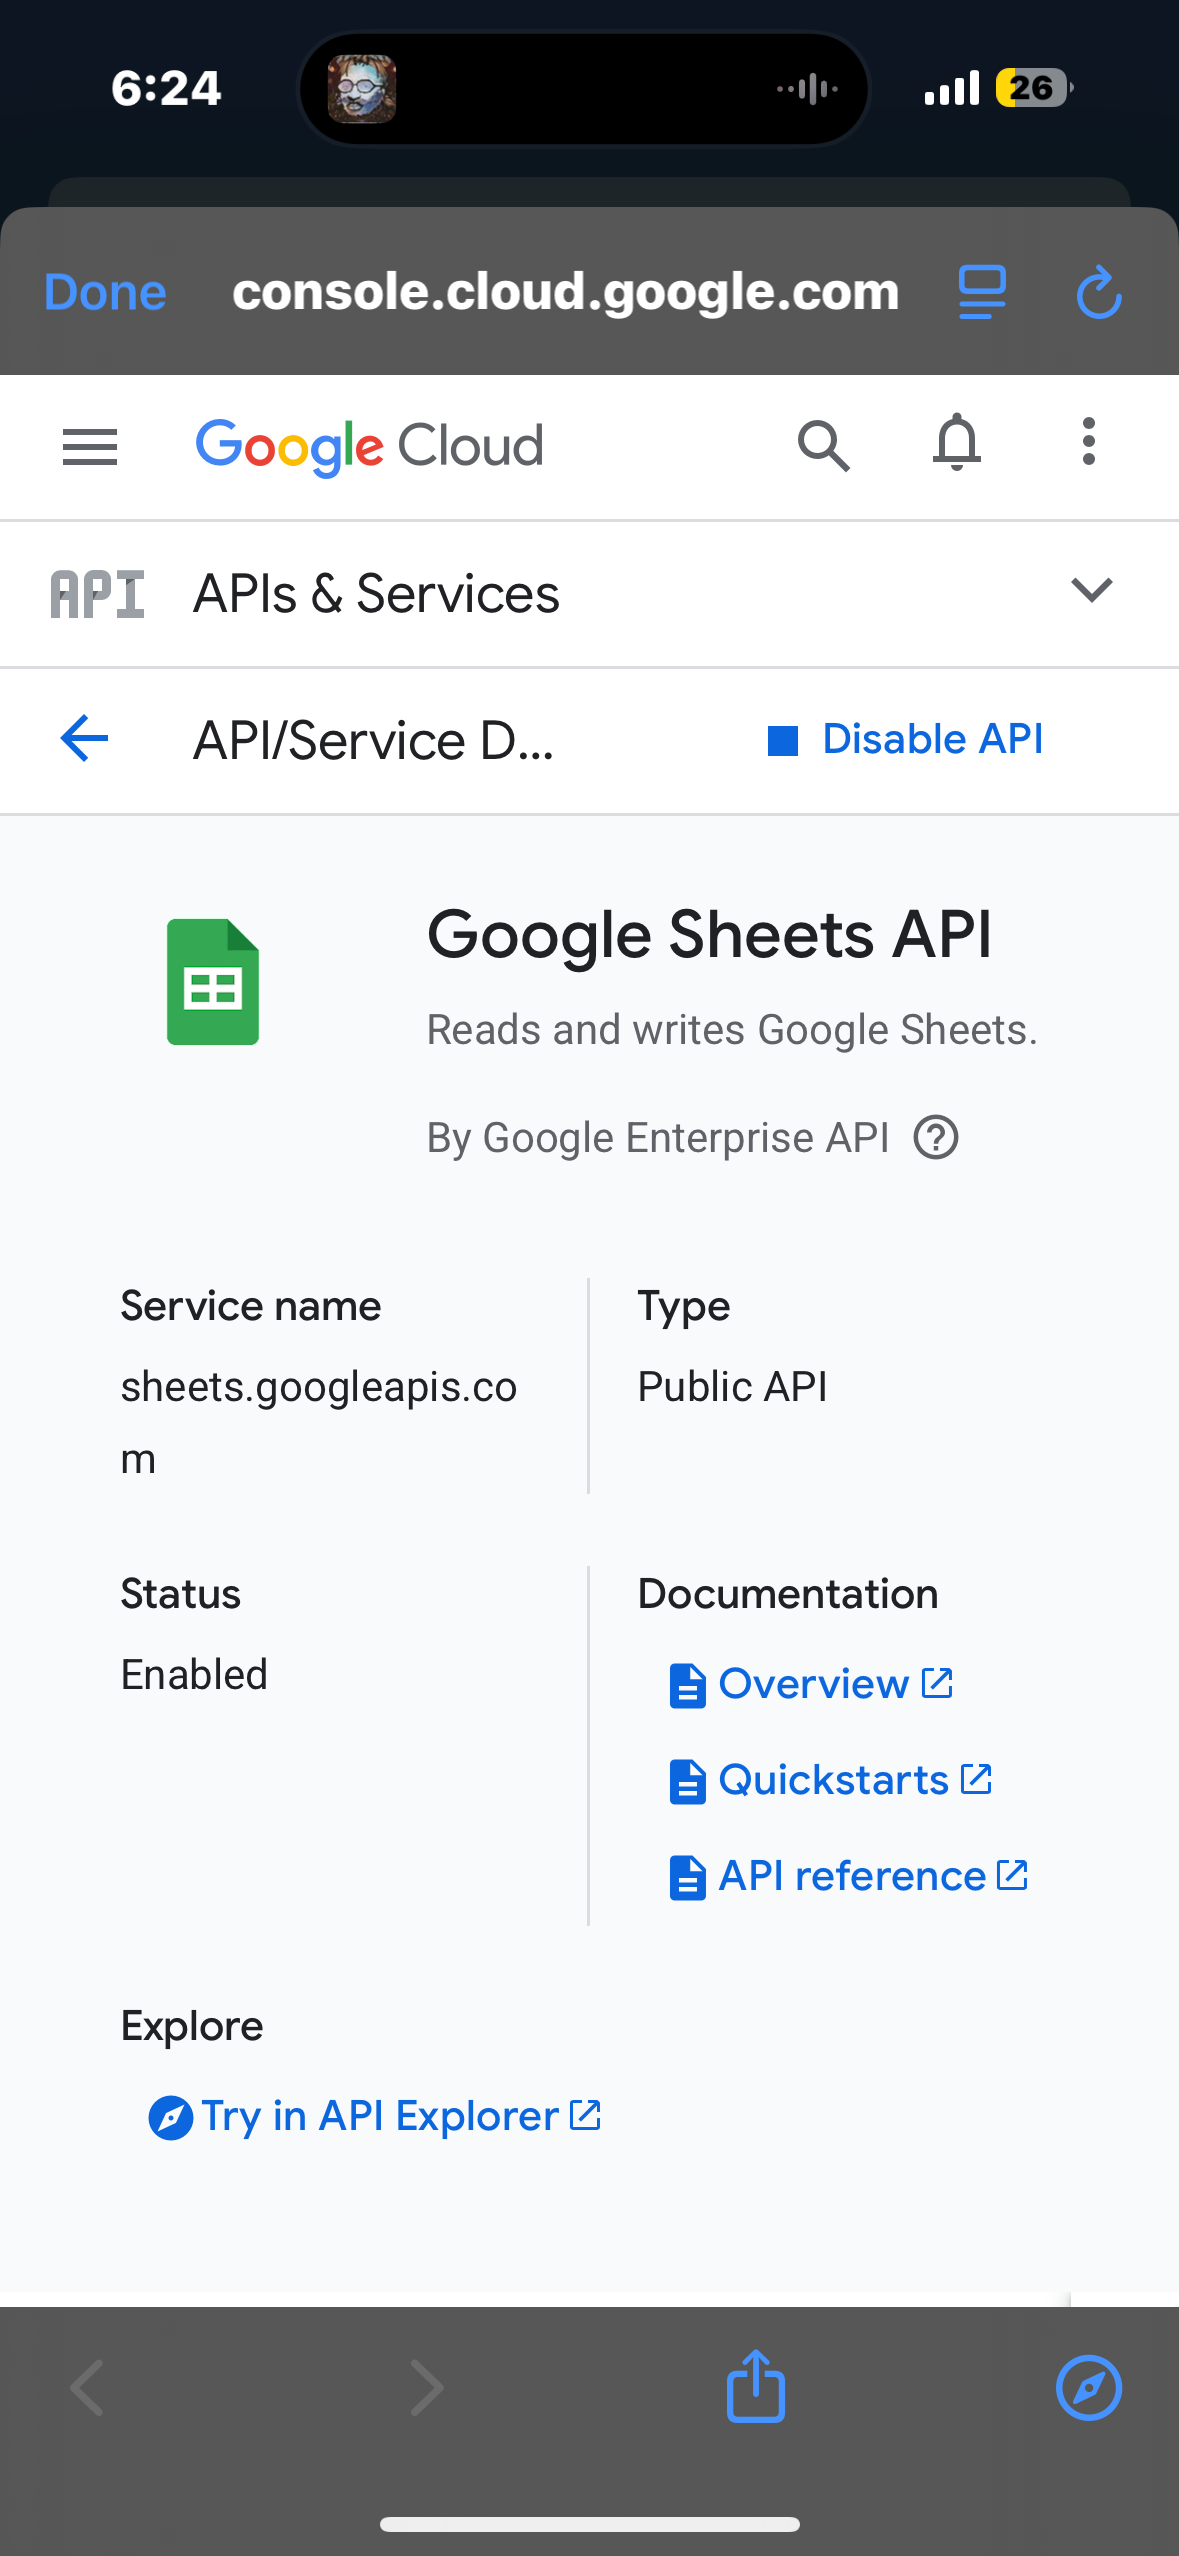 6:24
26
Done
console.cloud.google.com
Google Cloud
API
APIs & Services
API/Service D...
Disable API
Google Sheets API
Reads and writes Google Sheets.
By Google Enterprise API
Service name
sheets.googleapis.co
m
Type
Public API
Status
Enabled
Documentation
Overview
Quickstarts
API reference
Explore
Try in API Explorer